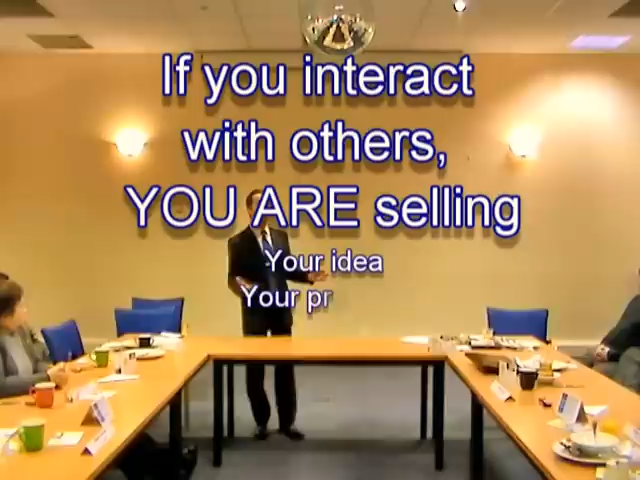 If you interact
with others,
YOU ARE selling
Your idea
Your pr